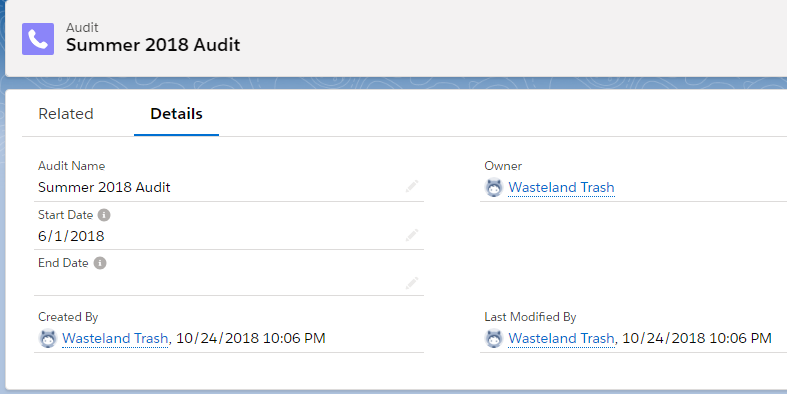 Audit
Summer 2018 Audit
Related Details
Audit Name
Summer 2018 Audit
Owner
Wasteland Trash
Start Date
6/1/2018
End Date
Created By
Wasteland Trash, 10/24/2018 10:06 PM
Last Modified By
Wasteland Trash, 10/24/2018 10:06 PM